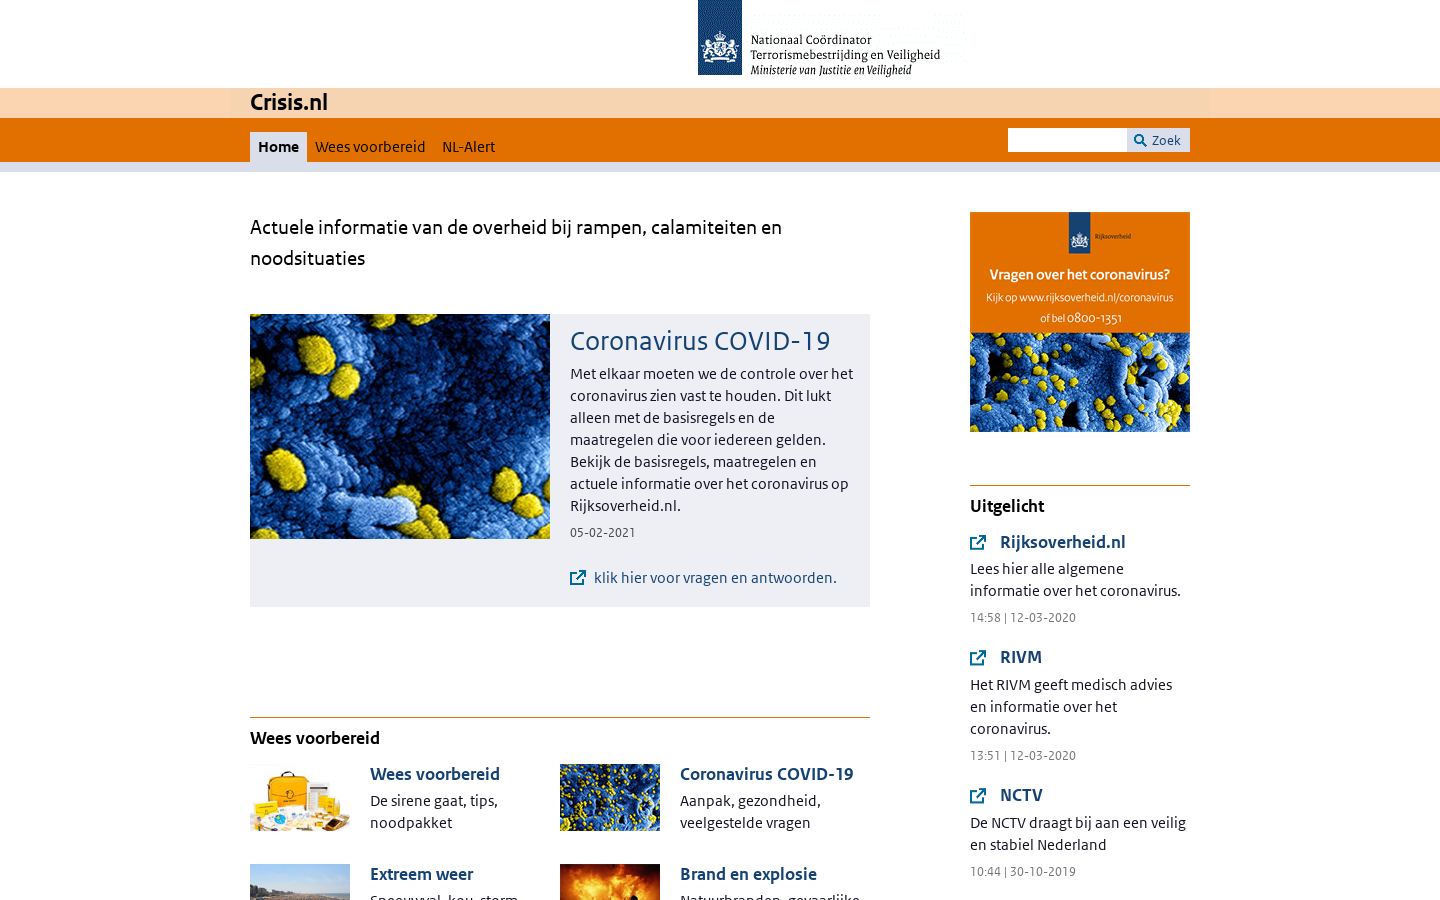 Nationaal Coördinator
Terrorismebestrijding en Veiligheid
Ministerie van Justitie en Veiligheid
Crisis.nl
Home
Wees voorbereid
NL-Alert
Zoek
Actuele informatie van de overheid bij rampen, calamiteiten en
noodsituaties
Coronavirus COVID-19
Met elkaar moeten we de controle over het
coronavirus zien vast te houden. Dit lukt
alleen met de basisregels en de
maatregelen die voor iedereen gelden.
Bekijk de basisregels, maatregelen en
actuele informatie over het coronavirus op
Rijksoverheid.nl.
05-02-2021
klik hier voor vragen en antwoorden.
Wees voorbereid
Wees voorbereid
De sirene gaat, tips,
noodpakket
Coronavirus COVID-19
Aanpak, gezondheid,
veelgestelde vragen
Extreem weer
Sneeuwval, kou, storm
Brand en explosie
Natuurbranden, gevaarlijke
Rijksoverheid
Vragen over het coronavirus?
Kijk op www.rijksoverheid.nl/coronavirus
of bel 0800-1351
Uitgelicht
Rijksoverheid.nl
Lees hier alle algemene
informatie over het coronavirus.
14:58 | 12-03-2020
RIVM
Het RIVM geeft medisch advies
en informatie over het
coronavirus.
13:51 | 12-03-2020
NCTV
De NCTV draagt bij aan een veilig
en stabiel Nederland
10:44 | 30-10-2019